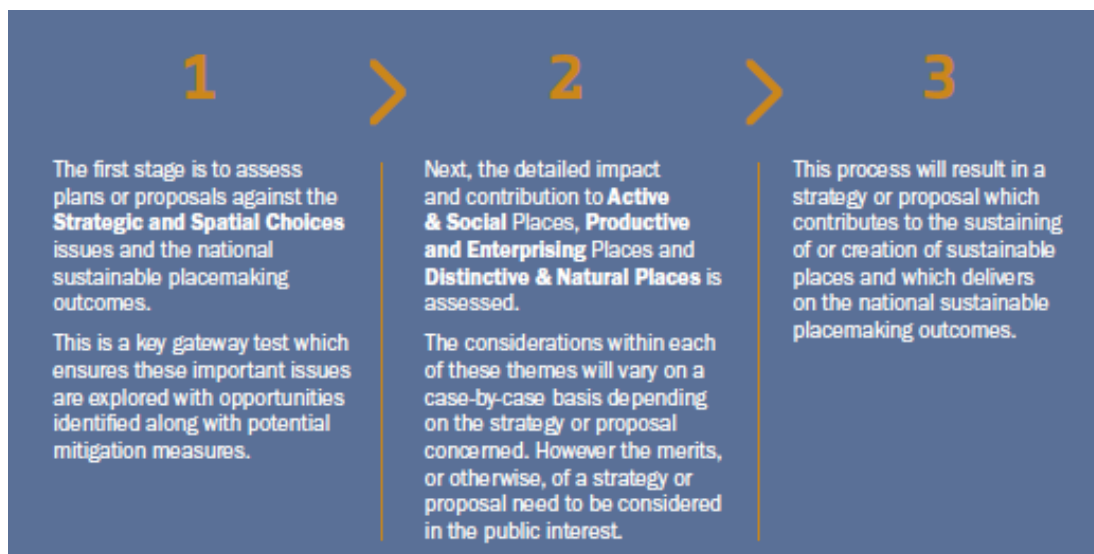 1
The first stage is to assess
plans or proposals against the
Strategic and Spatial Choices
issues and the national
sustainable placemaking
outcomes.
This is a key gateway test which
ensures these important issues
are explored with opportunities
identified along with potential
mitigation measures.
2
Next, the detailed impact
and contribution to Active
& Social Places, Productive
and Enterprising Places and
Distinctive & Natural Places is
assessed.
The considerations within each
of these themes will vary on a
case-by-case basis depending
on the strategy or proposal
concerned. However the merits,
or otherwise, of a strategy or
proposal need to be considered
in the public interest.
3
This process will result in a
strategy or proposal which
contributes to the sustaining
of or creation of sustainable
places and which delivers
on the national sustainable
placemaking outcomes.